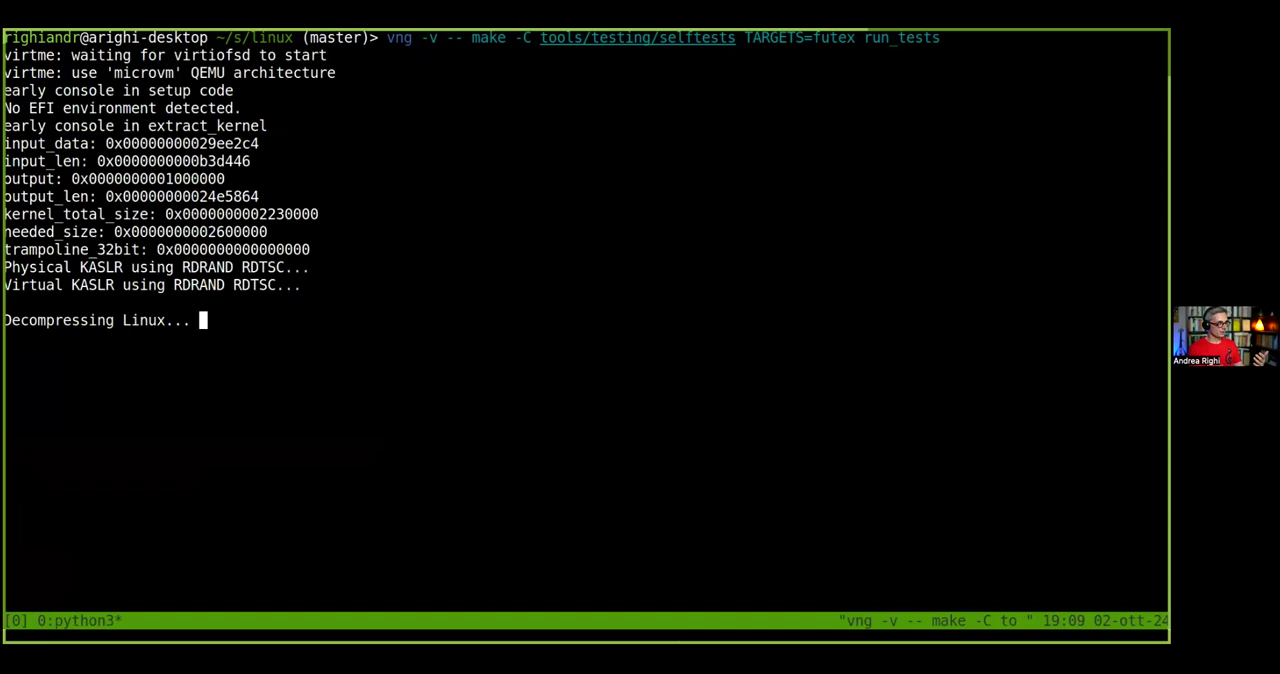 righiandr@arighi-desktop ~/s/linux (master)> vng -v -- make -C tools/testing/selftests TARGETS=futex run_tests
virtme: waiting for virtiofsd to start
virtme: use 'microvm' QEMU architecture
early console in setup code
No EFI environment detected.
early console in extract_kernel
input_data: 0x00000000029ee2c4
input_len: 0x0000000000b3d446
output: 0x0000000001000000
output_len: 0x00000000024e5864
kernel_total_size: 0x0000000002230000
needed_size: 0x0000000002600000
trampoline_32bit: 0x0000000000000000
Physical KASLR using RDRAND RDTSC...
Virtual KASLR using RDRAND RDTSC...
Decompressing Linux...
Andrea Righi
[0] 0:python3* "vng -v -- make -C to " 19:09 02-ott-24